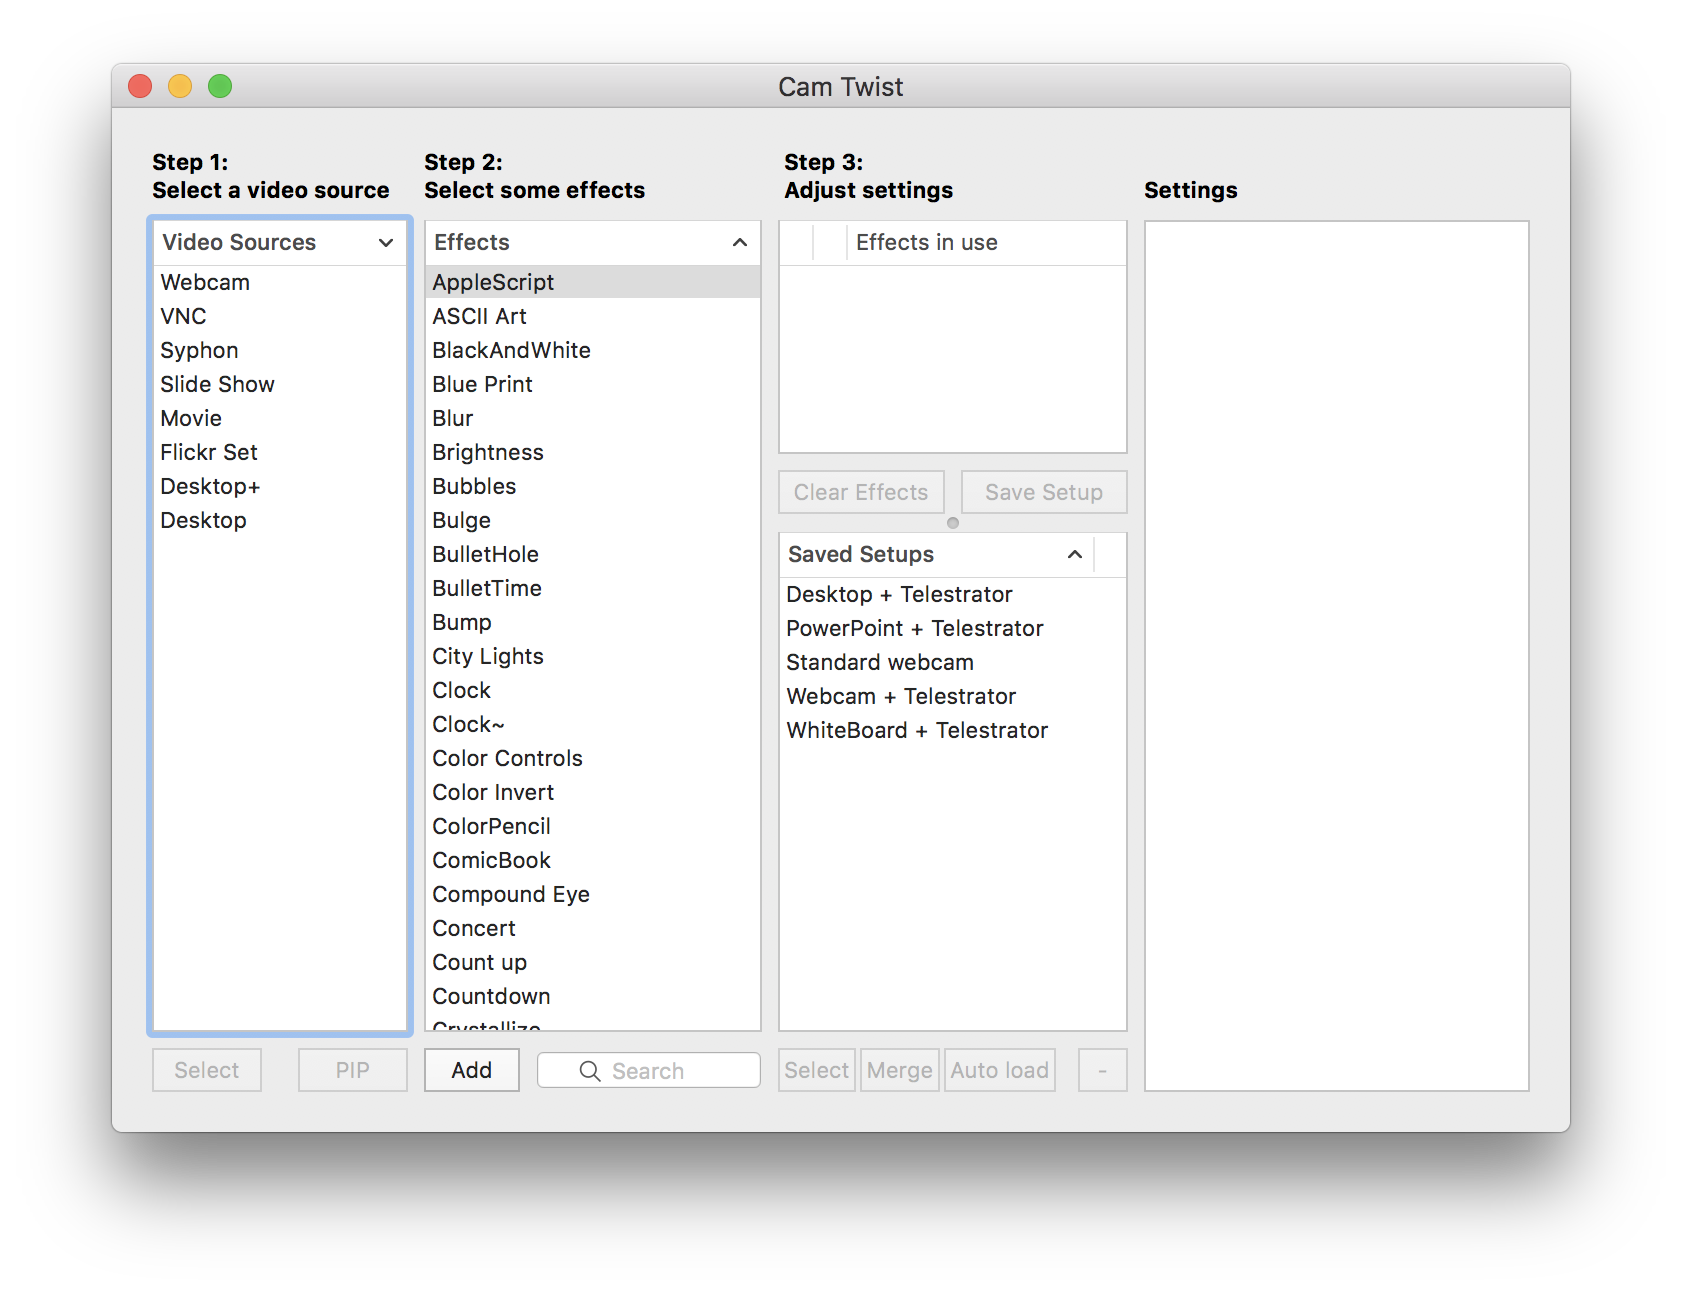 Cam Twist
Step 1:
Select a video source
Video Sources
Webcam
VNC
Syphon
Slide Show
Movie
Flickr Set
Desktop+
Desktop
Select
PIP
Step 2:
Select some effects
Effects
AppleScript
ASCII Art
BlackAndWhite
Blue Print
Blur
Brightness
Bubbles
Bulge
BulletHole
BulletTime
Bump
City Lights
Clock
Clock~
Color Controls
Color Invert
ColorPencil
ComicBook
Compound Eye
Concert
Count up
Countdown
Crystallize
Add
Search
Step 3:
Adjust settings
Effects in use
Clear Effects
Save Setup
Saved Setups
Desktop + Telestrator
PowerPoint + Telestrator
Standard webcam
Webcam + Telestrator
WhiteBoard + Telestrator
Select
Merge
Auto load
-
Settings